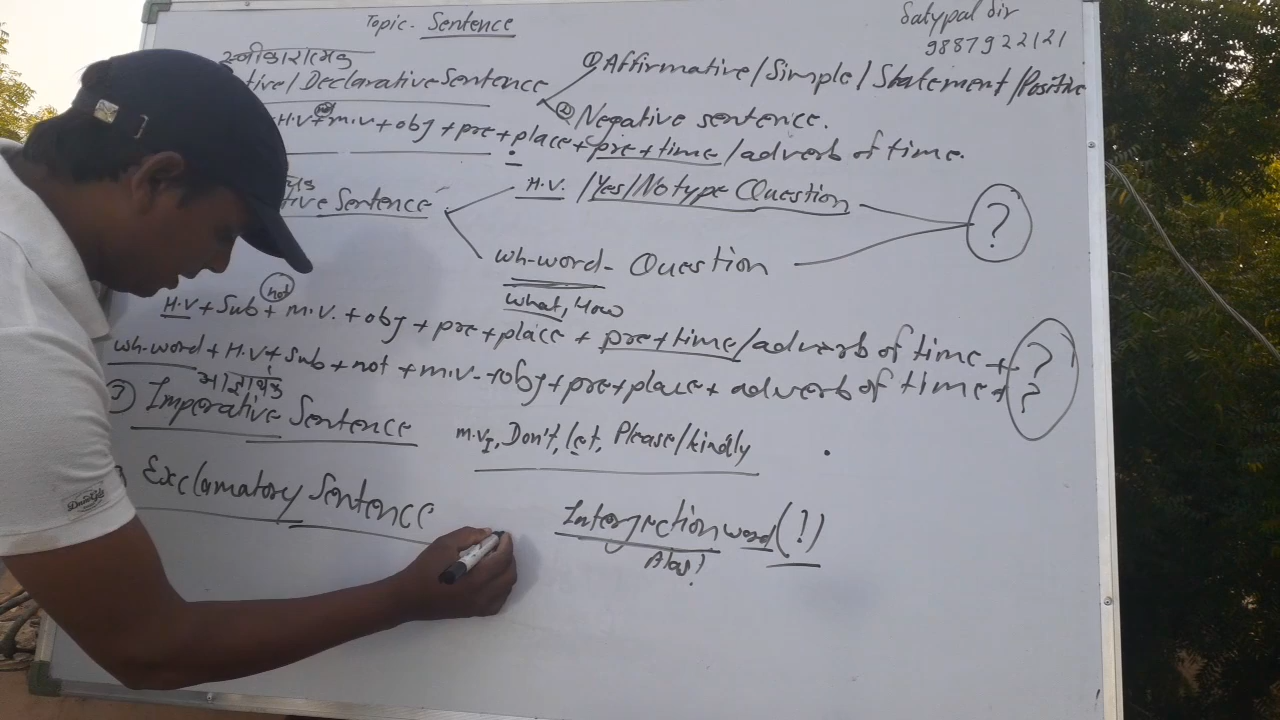 Topic- Sentence
Satypal Sir
9887922121
स्वीकारात्मक
tive/Declarative Sentence
① Affirmative/Simple/Statement/Positive
② Negative sentence.
not
H.V+m.v+obj+pre+place+pre+time/adverb of time.
tive Sentence
H.V. /Yes/No type Question
?
wh-word- Question
What, How
not
H.V+Sub+m.v.+obj+pre+place+pre+time/adverb of time+?
wh-word+H.V+Sub+not+m.v-+obj+pre+place+adverb of time+?
आज्ञार्थक
③ Imperative Sentence m.vI, Don't, let, Please/kindly
Exclamatory Sentence Interjection word(!)
Alas!